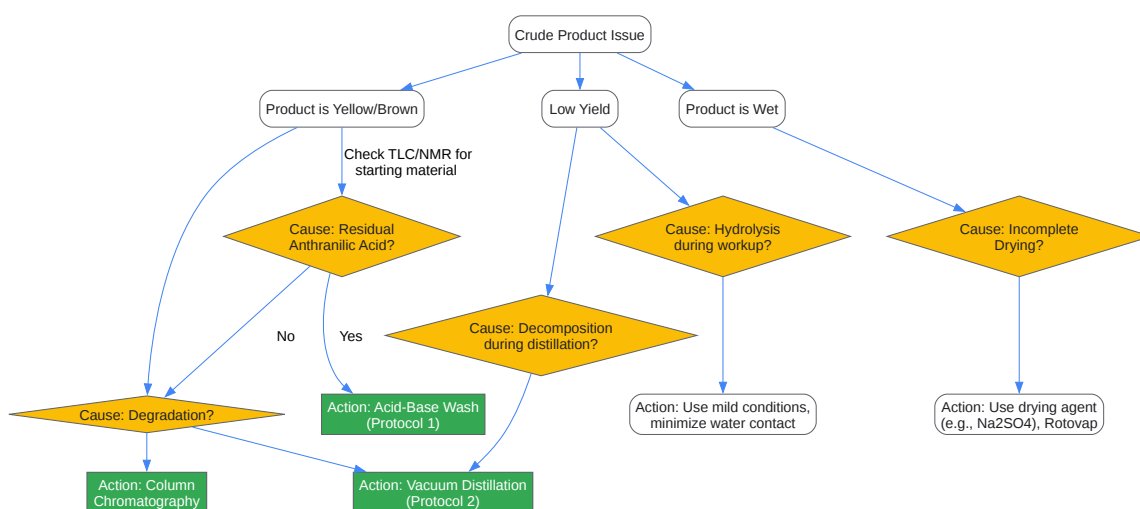 Crude Product Issue
Product is Yellow/Brown
Low Yield
Product is Wet
Check TLC/NMR for
starting material
Cause: Residual
Anthranilic Acid?
Cause: Hydrolysis
during workup?
Cause: Incomplete
Drying?
Cause: Decomposition
during distillation?
No
Yes
Cause: Degradation?
Action: Acid-Base Wash
(Protocol 1)
Action: Use mild conditions,
minimize water contact
Action: Use drying agent
(e.g., Na2SO4), Rotovap
Action: Column
Chromatography
Action: Vacuum Distillation
(Protocol 2)